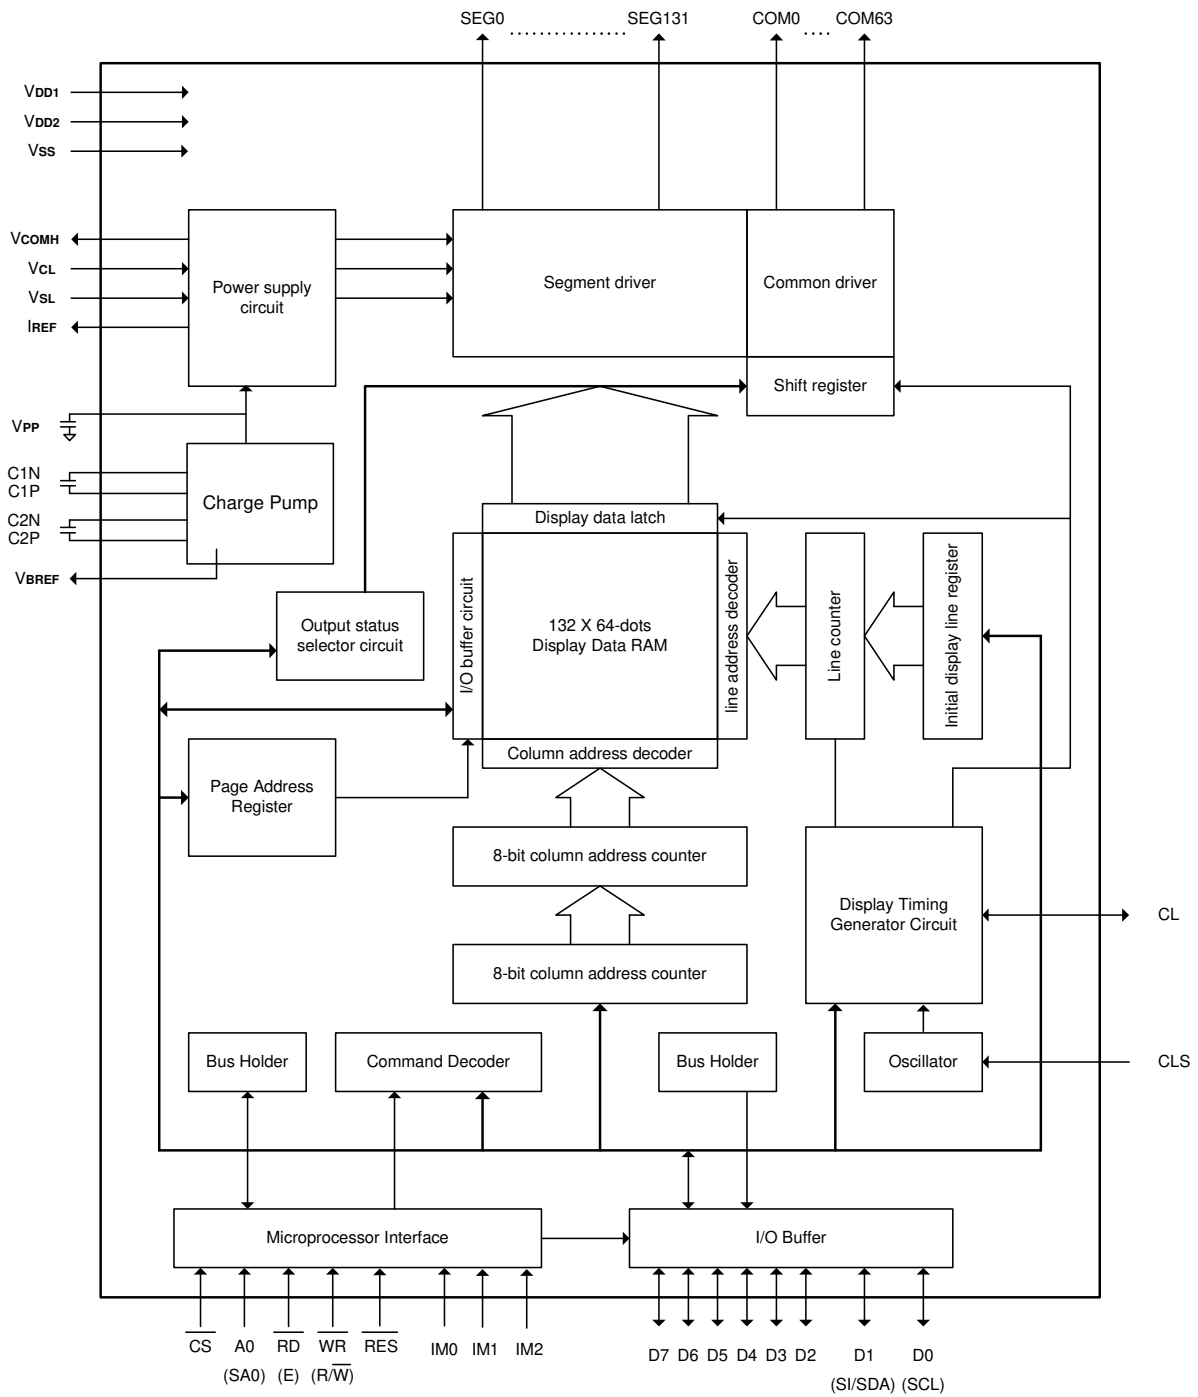 SEG0 ............................ SEG131 COM0 .... COM63
VDD1
VDD2
VSS
VCOMH
VCL
VSL
IREF
Power supply
circuit
Segment driver
Common driver
Shift register
VPP
C1N
C1P
C2N
C2P
VBREF
Charge Pump
Display data latch
Output status
selector circuit
I/O buffer circuit
132 X 64-dots
Display Data RAM
line address decoder
Line counter
Initial display line register
Column address decoder
Page Address
Register
8-bit column address counter
8-bit column address counter
Display Timing
Generator Circuit
CL
Bus Holder
Command Decoder
Bus Holder
Oscillator
CLS
Microprocessor Interface
I/O Buffer
C̅S̅ A0 R̅D̅ W̅R̅ R̅E̅S̅ IM0 IM1 IM2 D7 D6 D5 D4 D3 D2 D1 D0
(SA0) (E) (R/W̅) (SI/SDA) (SCL)